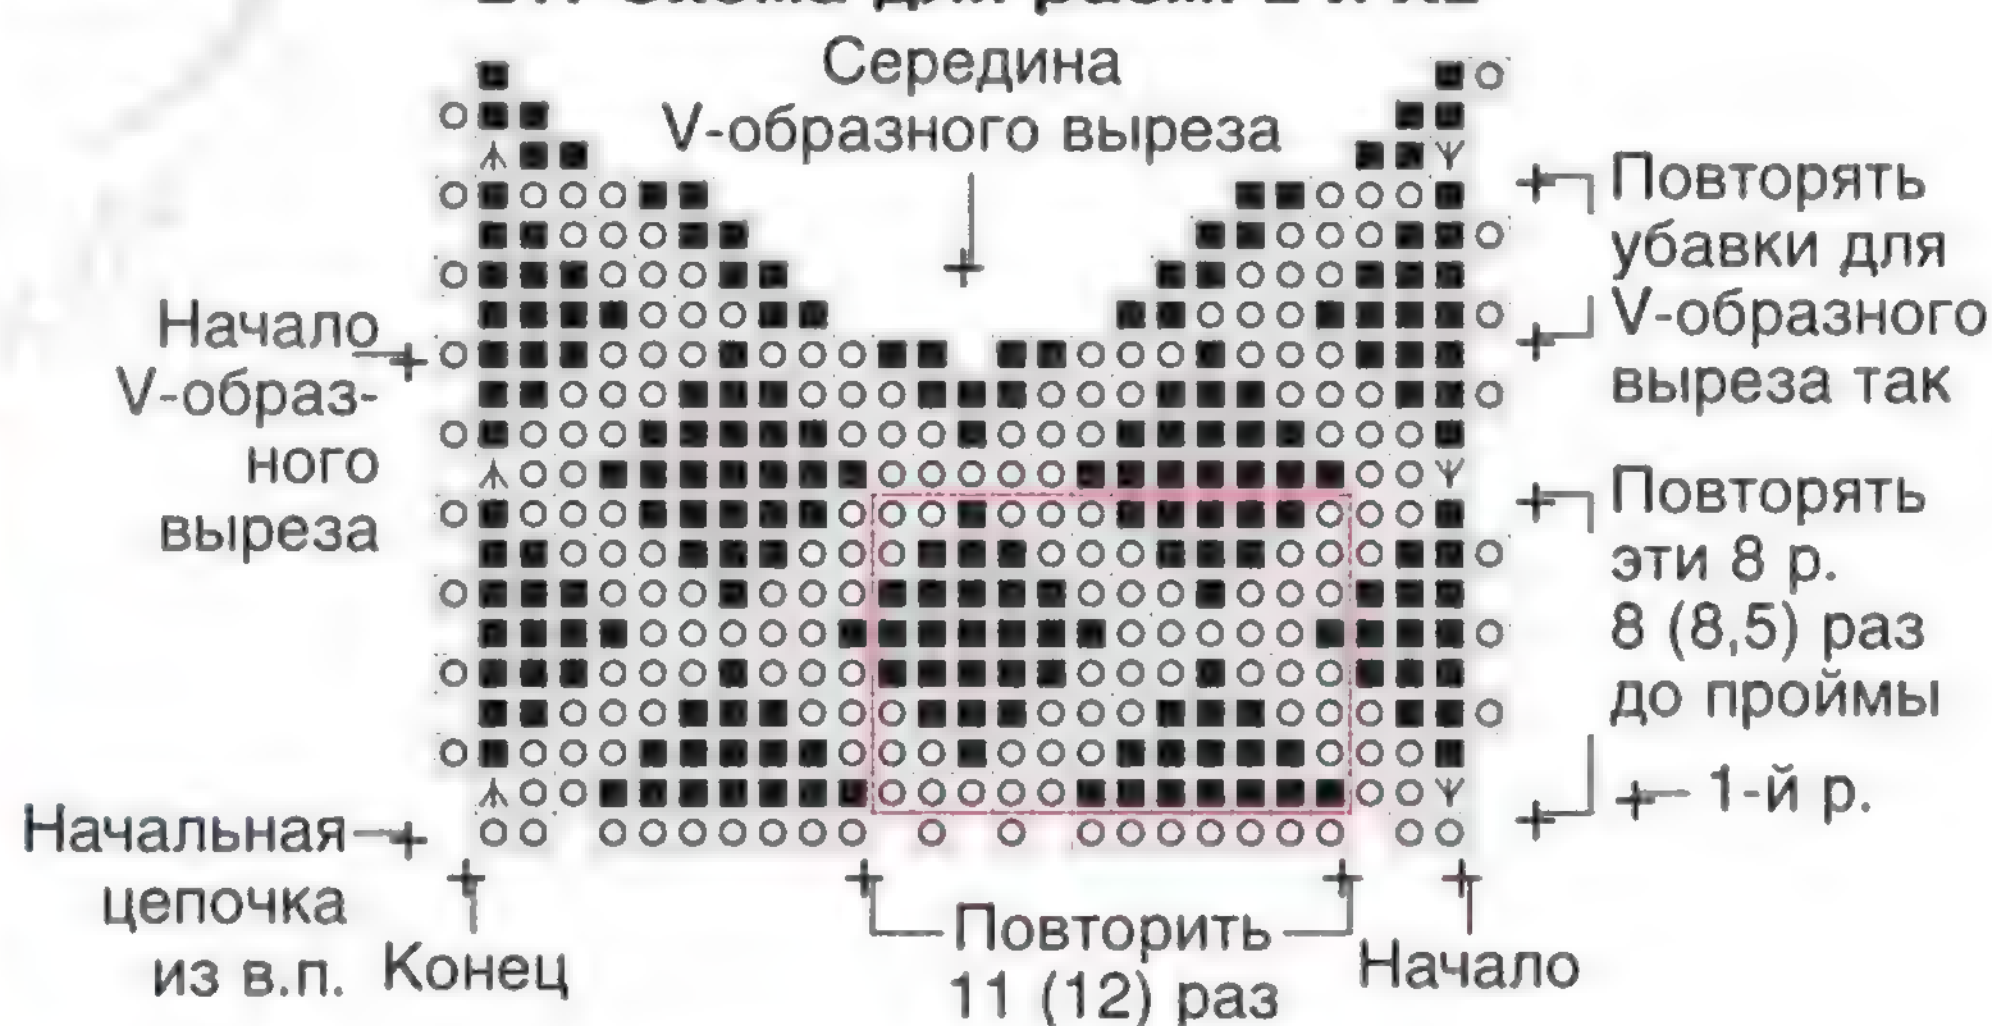 Середина
V-образного выреза
Повторять
убавки для
V-образного
выреза так
Начало
V-образ-
ного
выреза
Повторять
эти 8 р.
8 (8,5) раз
до проймы
1-й р.
Начальная
цепочка
из в.п.
Конец
Повторить
11 (12) раз
Начало